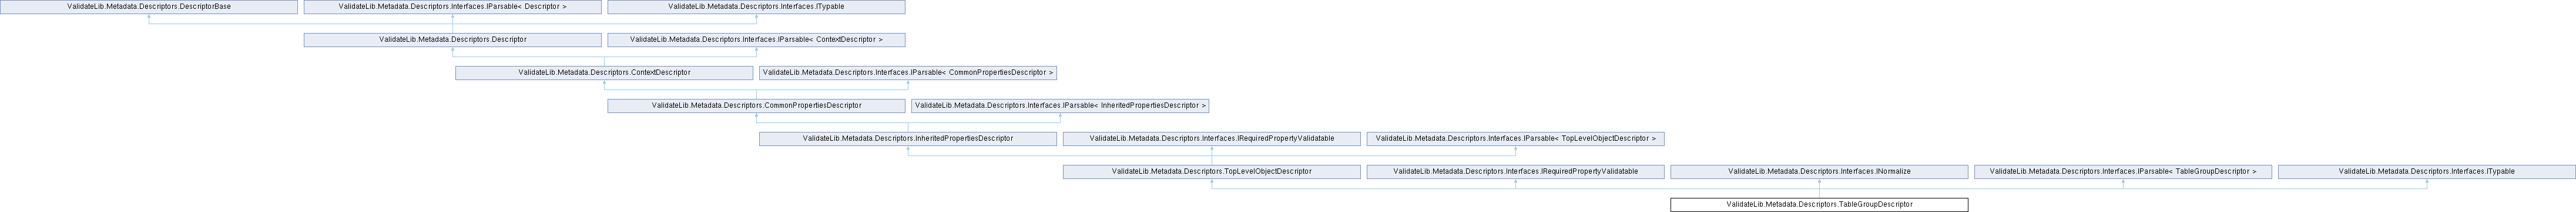 ValidateLib.Metadata.Descriptors.DescriptorBase
ValidateLib.Metadata.Descriptors.Interfaces.IParsable< Descriptor >
ValidateLib.Metadata.Descriptors.Interfaces.ITypable
ValidateLib.Metadata.Descriptors.Descriptor
ValidateLib.Metadata.Descriptors.Interfaces.IParsable< ContextDescriptor >
ValidateLib.Metadata.Descriptors.ContextDescriptor
ValidateLib.Metadata.Descriptors.Interfaces.IParsable< CommonPropertiesDescriptor >
ValidateLib.Metadata.Descriptors.CommonPropertiesDescriptor
ValidateLib.Metadata.Descriptors.Interfaces.IParsable< InheritedPropertiesDescriptor >
ValidateLib.Metadata.Descriptors.InheritedPropertiesDescriptor
ValidateLib.Metadata.Descriptors.Interfaces.IRequiredPropertyValidatable
ValidateLib.Metadata.Descriptors.Interfaces.IParsable< TopLevelObjectDescriptor >
ValidateLib.Metadata.Descriptors.TopLevelObjectDescriptor
ValidateLib.Metadata.Descriptors.Interfaces.IRequiredPropertyValidatable
ValidateLib.Metadata.Descriptors.Interfaces.INormalize
ValidateLib.Metadata.Descriptors.Interfaces.IParsable< TableGroupDescriptor >
ValidateLib.Metadata.Descriptors.Interfaces.ITypable
ValidateLib.Metadata.Descriptors.TableGroupDescriptor